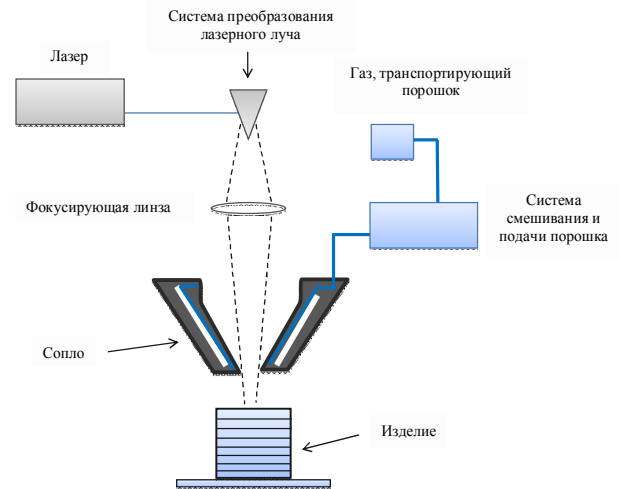 Система преобразования
лазерного луча
Лазер
Газ, транспортирующий
порошок
Фокусирующая линза
Система
смешивания и
подачи порошка
Сопло
Изделие